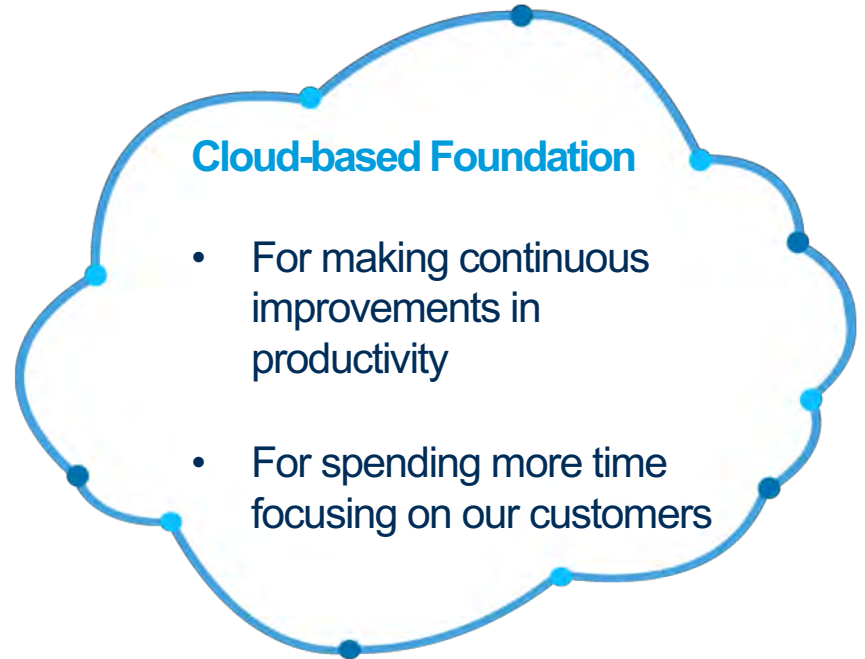 Cloud-based Foundation
• For making continuous
improvements in
productivity
• For spending more time
focusing on our customers